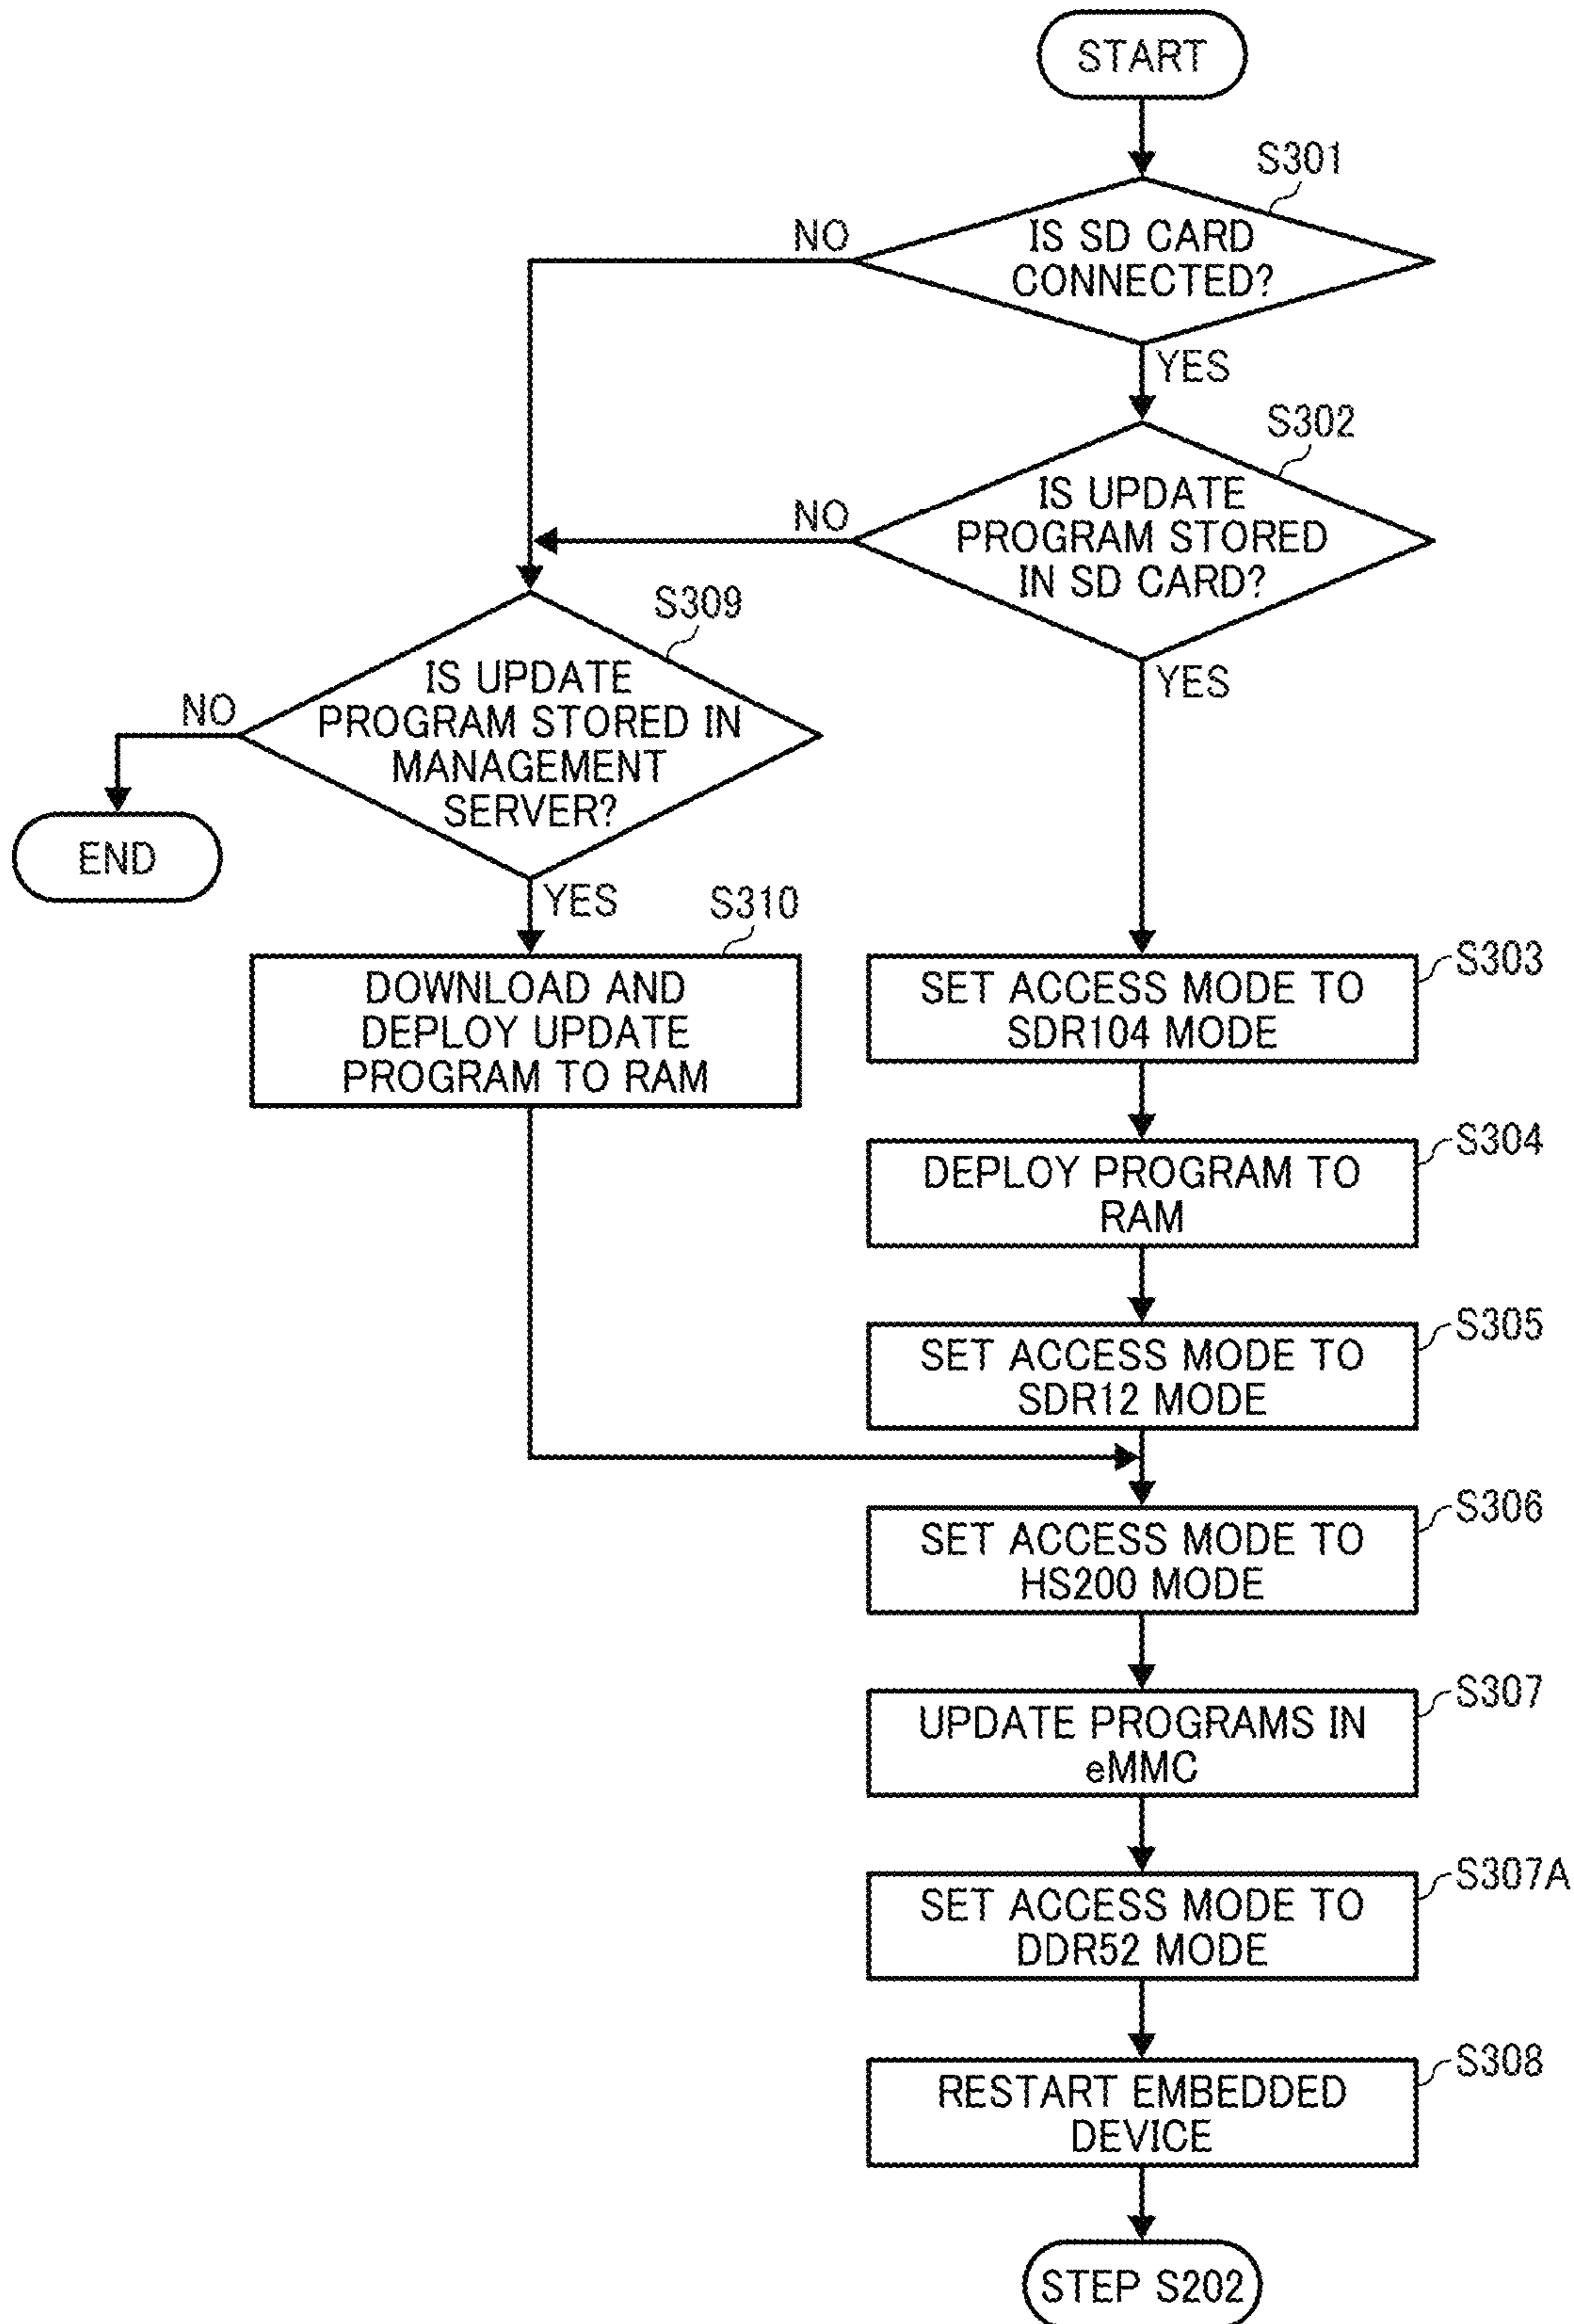 START
S301
NO
IS SD CARD
CONNECTED?
YES
S302
NO
IS UPDATE
PROGRAM STORED
IN SD CARD?
YES
S309
NO
IS UPDATE
PROGRAM STORED IN
MANAGEMENT
SERVER?
END
YES
S310
DOWNLOAD AND
DEPLOY UPDATE
PROGRAM TO RAM
S303
SET ACCESS MODE TO
SDR104 MODE
S304
DEPLOY PROGRAM TO
RAM
S305
SET ACCESS MODE TO
SDR12 MODE
S306
SET ACCESS MODE TO
HS200 MODE
S307
UPDATE PROGRAMS IN
eMMC
S307A
SET ACCESS MODE TO
DDR52 MODE
S308
RESTART EMBEDDED
DEVICE
STEP S202